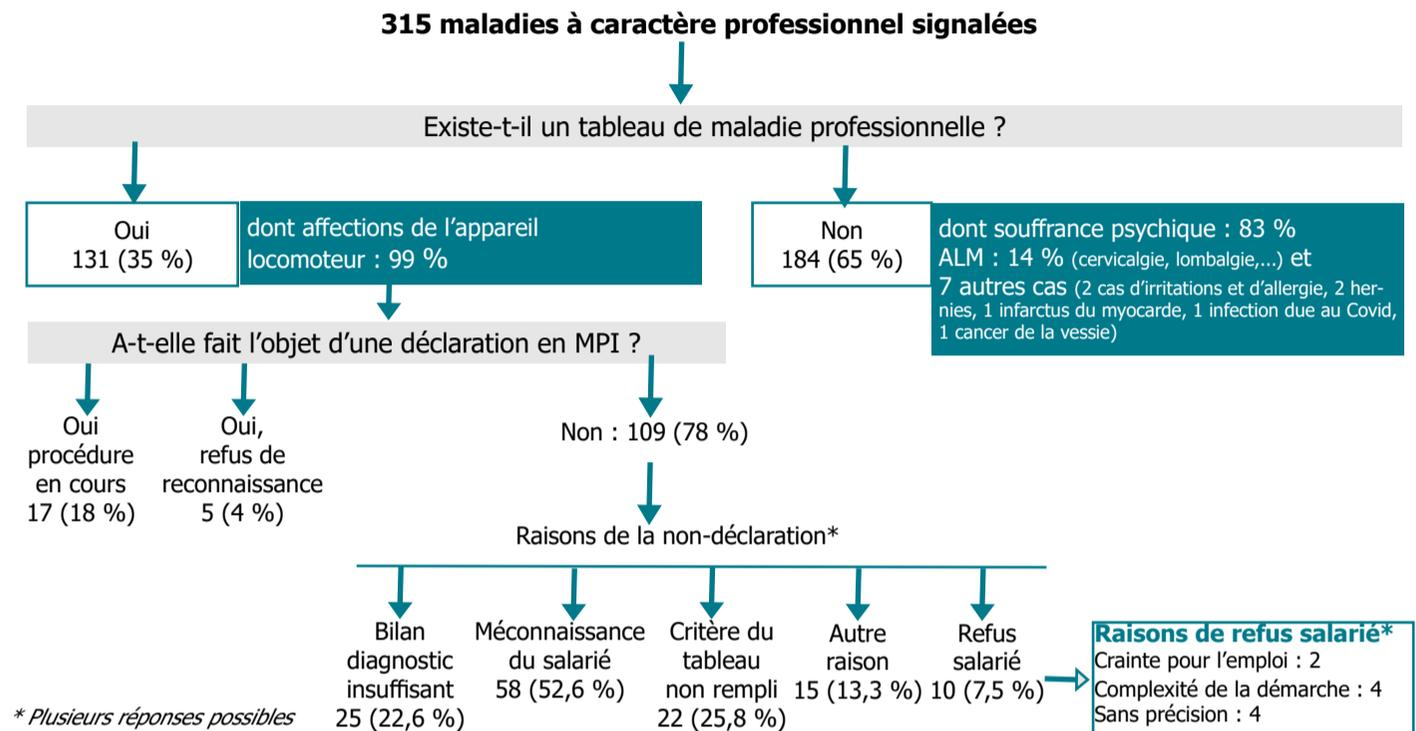 315 maladies à caractère professionnel signalées
Existe-t-il un tableau de maladie professionnelle ?
Oui
131 (35 %)
dont affections de l'appareil
locomoteur : 99 %
Non
184 (65 %)
dont souffrance psychique : 83 %
ALM : 14 % (cervicalgie, lombalgie,...) et
7 autres cas (2 cas d'irritations et d'allergie, 2 her-
nies, 1 infarctus du myocarde, 1 infection due au Covid,
1 cancer de la vessie)
A-t-elle fait l'objet d'une déclaration en MPI ?
Oui
procédure
en cours
17 (18 %)
Oui,
refus de
reconnaissance
5 (4 %)
Non : 109 (78 %)
Raisons de la non-déclaration*
Bilan
diagnostic
insuffisant
25 (22,6 %)
Méconnaissance
du salarié
58 (52,6 %)
Critère du
tableau
non rempli
22 (25,8 %)
Autre
raison
15 (13,3 %)
Refus
salarié
10 (7,5 %)
Raisons de refus salarié*
Crainte pour l'emploi : 2
Complexité de la démarche : 4
Sans précision : 4
* Plusieurs réponses possibles